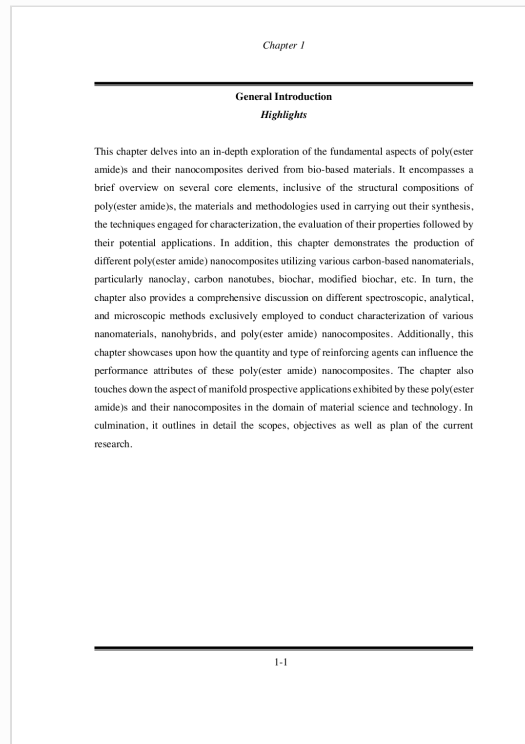 Chapter 1
General Introduction
Highlights
This chapter delves into an in-depth exploration of the fundamental aspects of poly(ester
amide)s and their nanocomposites derived from bio-based materials. It encompasses a
brief overview on several core elements, inclusive of the structural compositions of
poly(ester amide)s, the materials and methodologies used in carrying out their synthesis,
the techniques engaged for characterization, the evaluation of their properties followed by
their potential applications. In addition, this chapter demonstrates the production of
different poly(ester amide) nanocomposites utilizing various carbon-based nanomaterials,
particularly nanoclay, carbon nanotubes, biochar, modified biochar, etc. In turn, the
chapter also provides a comprehensive discussion on different spectroscopic, analytical,
and microscopic methods exclusively employed to conduct characterization of various
nanomaterials, nanohybrids, and poly(ester amide) nanocomposites. Additionally, this
chapter showcases upon how the quantity and type of reinforcing agents can influence the
performance attributes of these poly(ester amide) nanocomposites. The chapter also
touches down the aspect of manifold prospective applications exhibited by these poly(ester
amide)s and their nanocomposites in the domain of material science and technology. In
culmination, it outlines in detail the scopes, objectives as well as plan of the current
research.
1-1